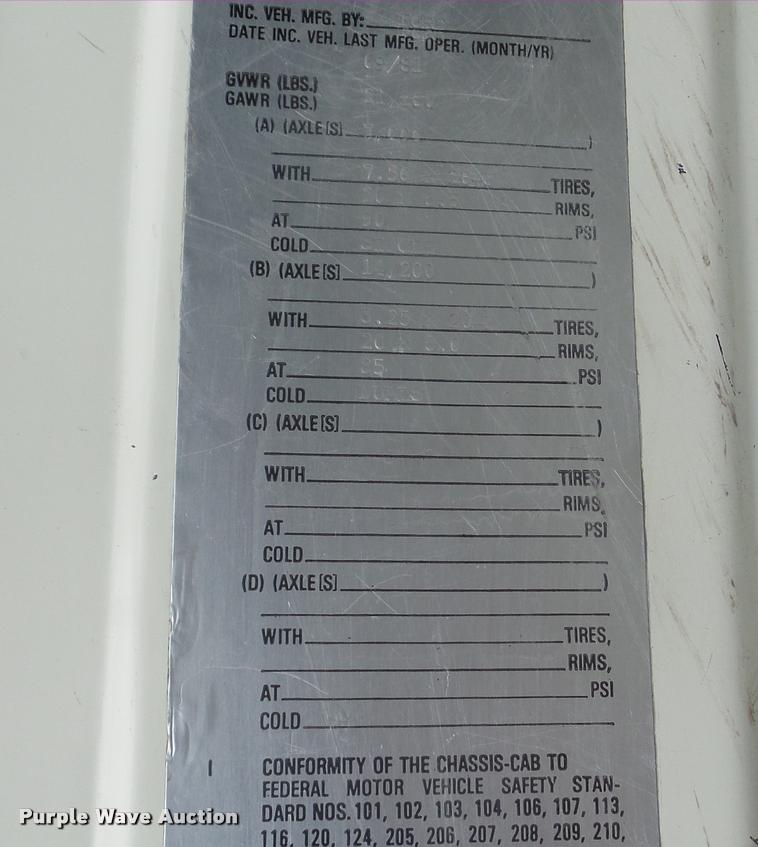 INC. VEH. MFG. BY:
DATE INC. VEH. LAST MFG. OPER. (MONTH/YR)
GVWR (LBS.)
GAWR (LBS.)
(A) (AXLE[S] )
WITH TIRES,
RIMS,
AT PSI
COLD
(B) (AXLE[S] )
WITH TIRES,
RIMS,
AT PSI
COLD
(C) (AXLE[S] )
WITH TIRES,
RIMS,
AT PSI
COLD
(D) (AXLE[S] )
WITH TIRES,
RIMS,
AT PSI
COLD
I CONFORMITY OF THE CHASSIS-CAB TO
FEDERAL MOTOR VEHICLE SAFETY STAN-
DARD NOS. 101, 102, 103, 104, 106, 107, 113,
116, 120, 124, 205, 206, 207, 208, 209, 210,
Purple Wave Auction